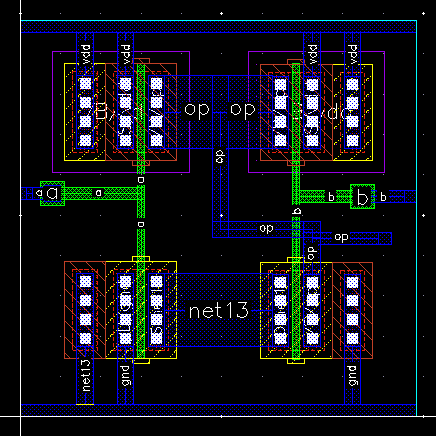 vdd vdd vdd vdd
op op
op
a
a a a b b b
b
a op
op
op
net13
net13 gnd gnd